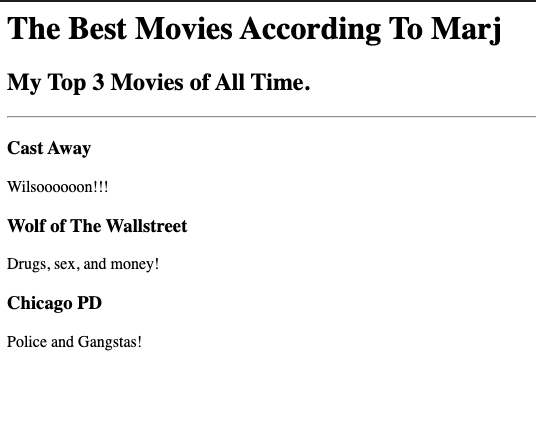 The Best Movies According To Marj
My Top 3 Movies of All Time.
Cast Away
Wilsoooooon!!!
Wolf of The Wallstreet
Drugs, sex, and money!
Chicago PD
Police and Gangstas!